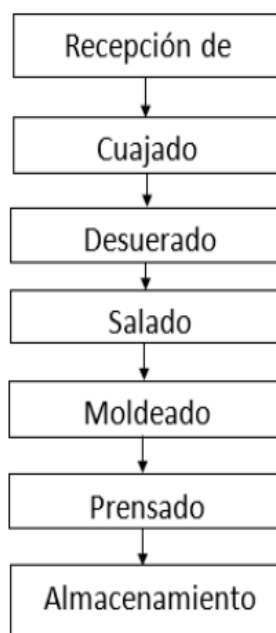 Recepción de
Cuajado
Desuerado
Salado
Moldeado
Prensado
Almacenamiento